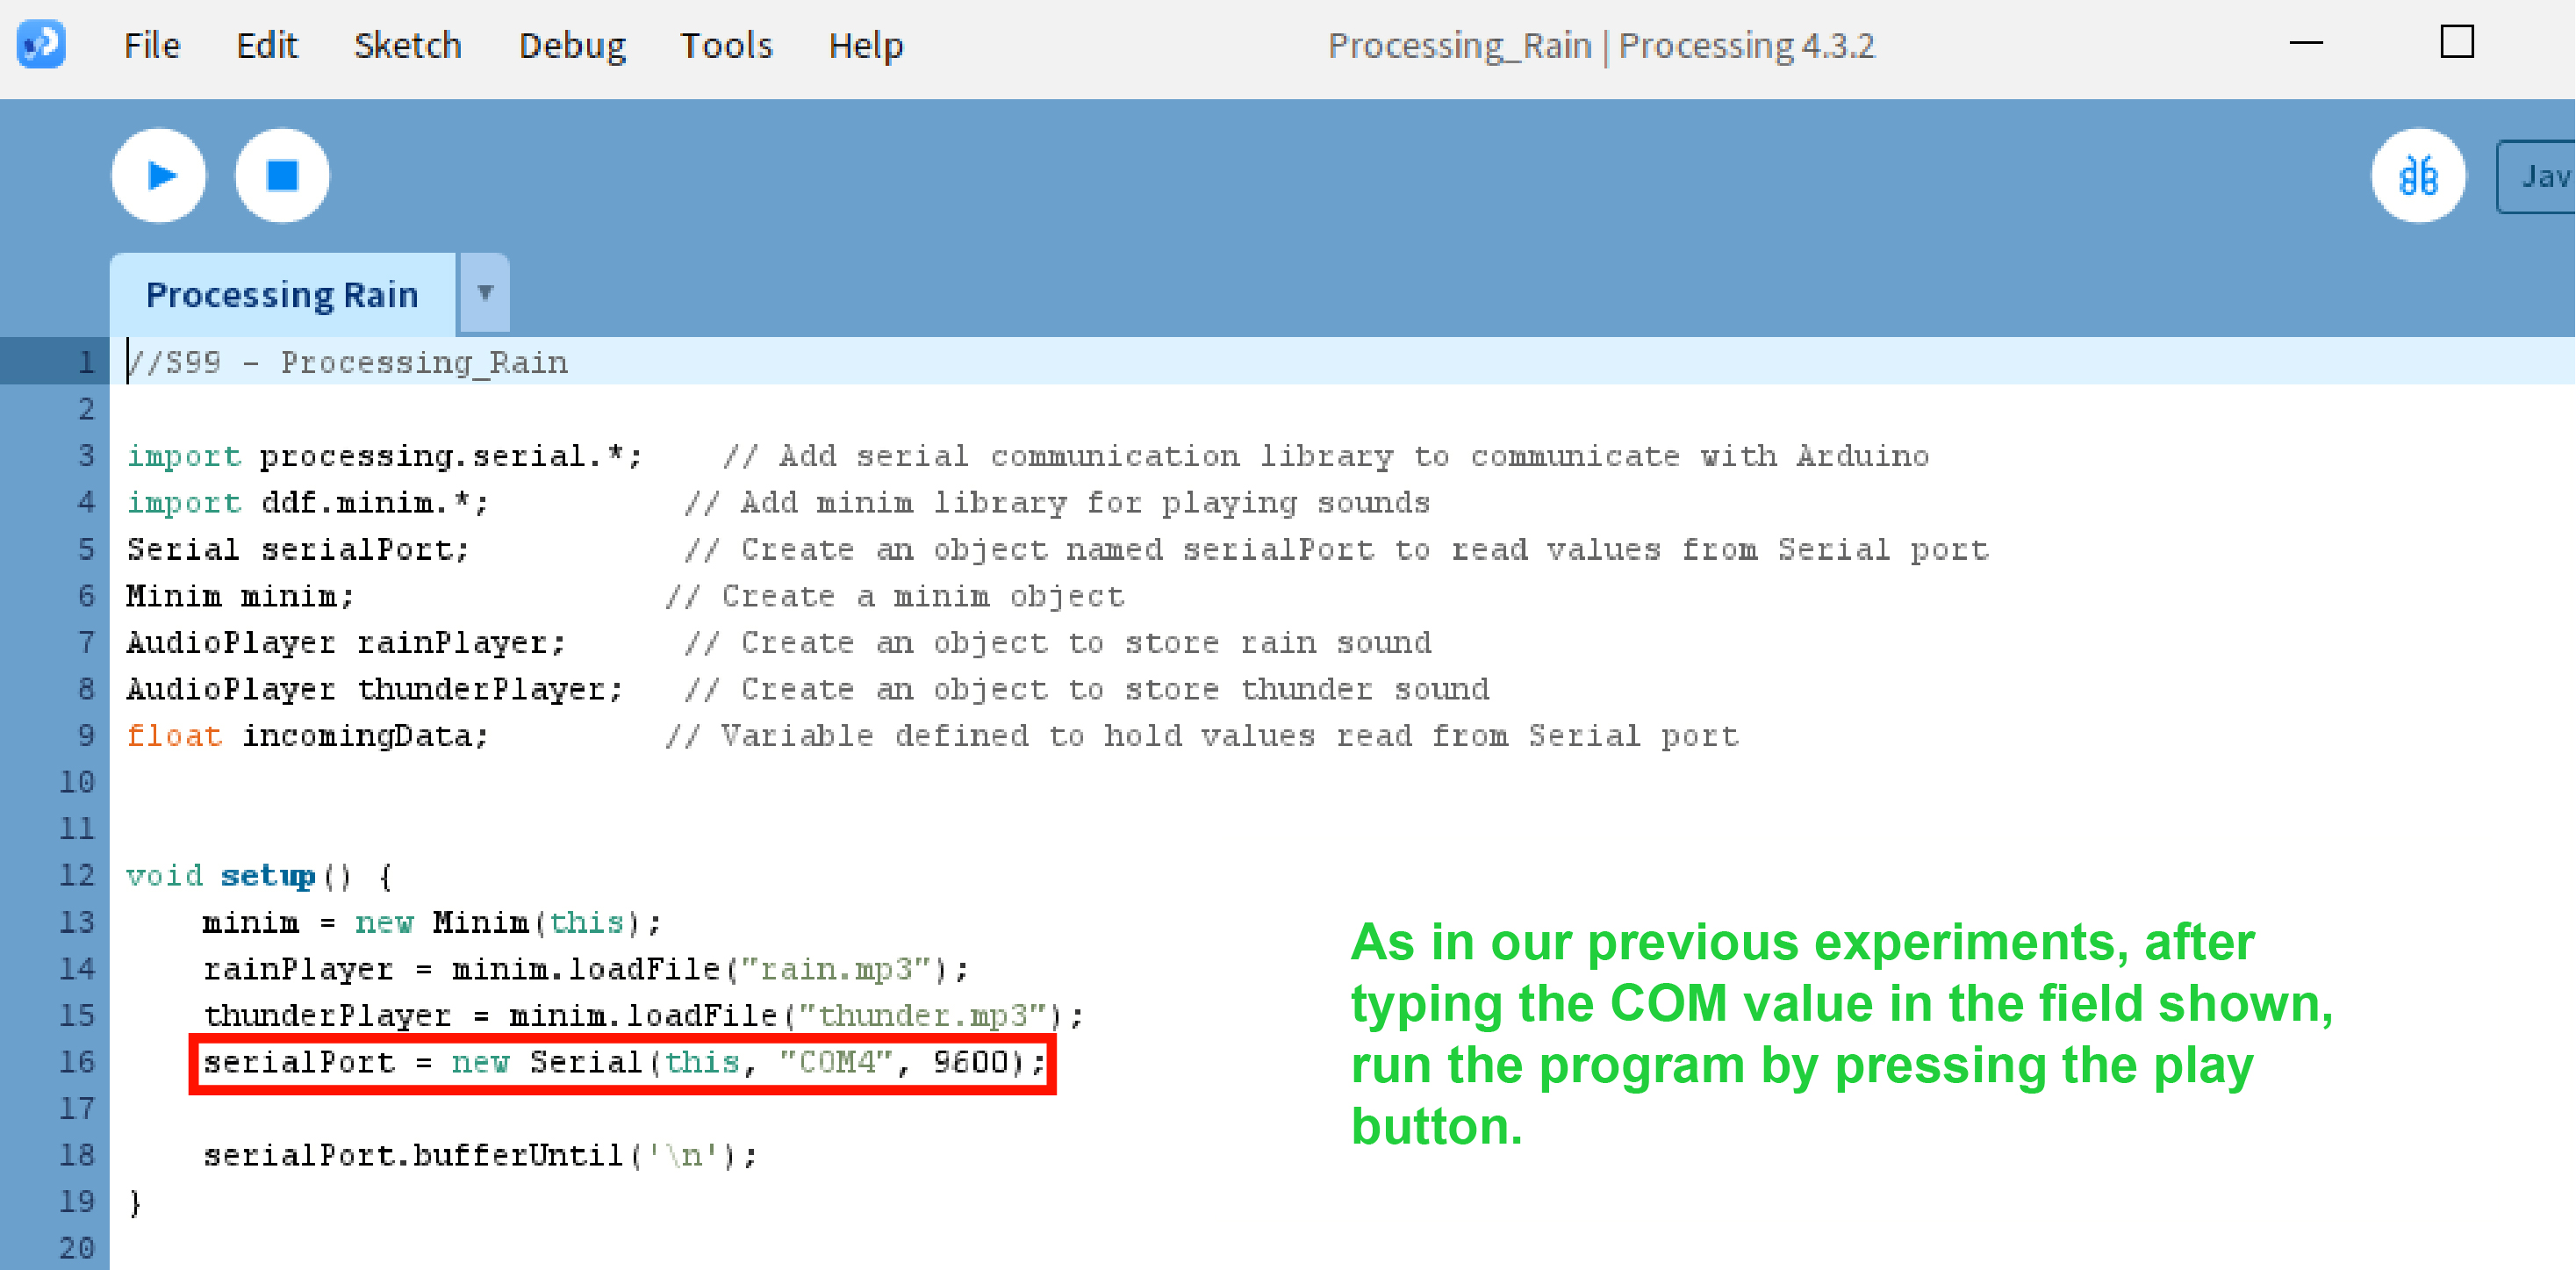 File Edit Sketch Debug Tools Help Processing_Rain | Processing 4.3.2
Jav
Processing Rain ▼
1 //S99 - Processing_Rain
2
3 import processing.serial.*; // Add serial communication library to communicate with Arduino
4 import ddf.minim.*; // Add minim library for playing sounds
5 Serial serialPort; // Create an object named serialPort to read values from Serial port
6 Minim minim; // Create a minim object
7 AudioPlayer rainPlayer; // Create an object to store rain sound
8 AudioPlayer thunderPlayer; // Create an object to store thunder sound
9 float incomingData; // Variable defined to hold values read from Serial port
10
11
12 void setup() {
13 minim = new Minim(this);
14 rainPlayer = minim.loadFile("rain.mp3");
15 thunderPlayer = minim.loadFile("thunder.mp3");
16 serialPort = new Serial(this, "COM4", 9600);
17
18 serialPort.bufferUntil('\n');
19 }
20
As in our previous experiments, after
typing the COM value in the field shown,
run the program by pressing the play
button.